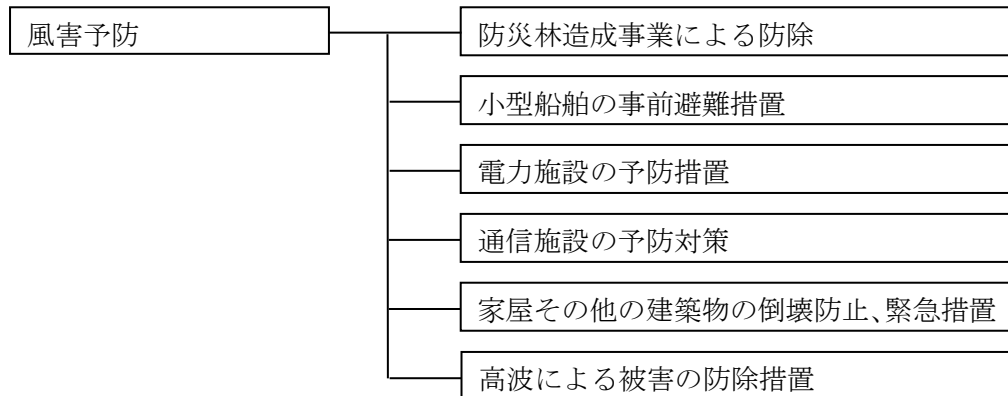 風害予防
防災林造成事業による防除
小型船舶の事前避難措置
電力施設の予防措置
通信施設の予防対策
家屋その他の建築物の倒壊防止、緊急措置
高波による被害の防除措置